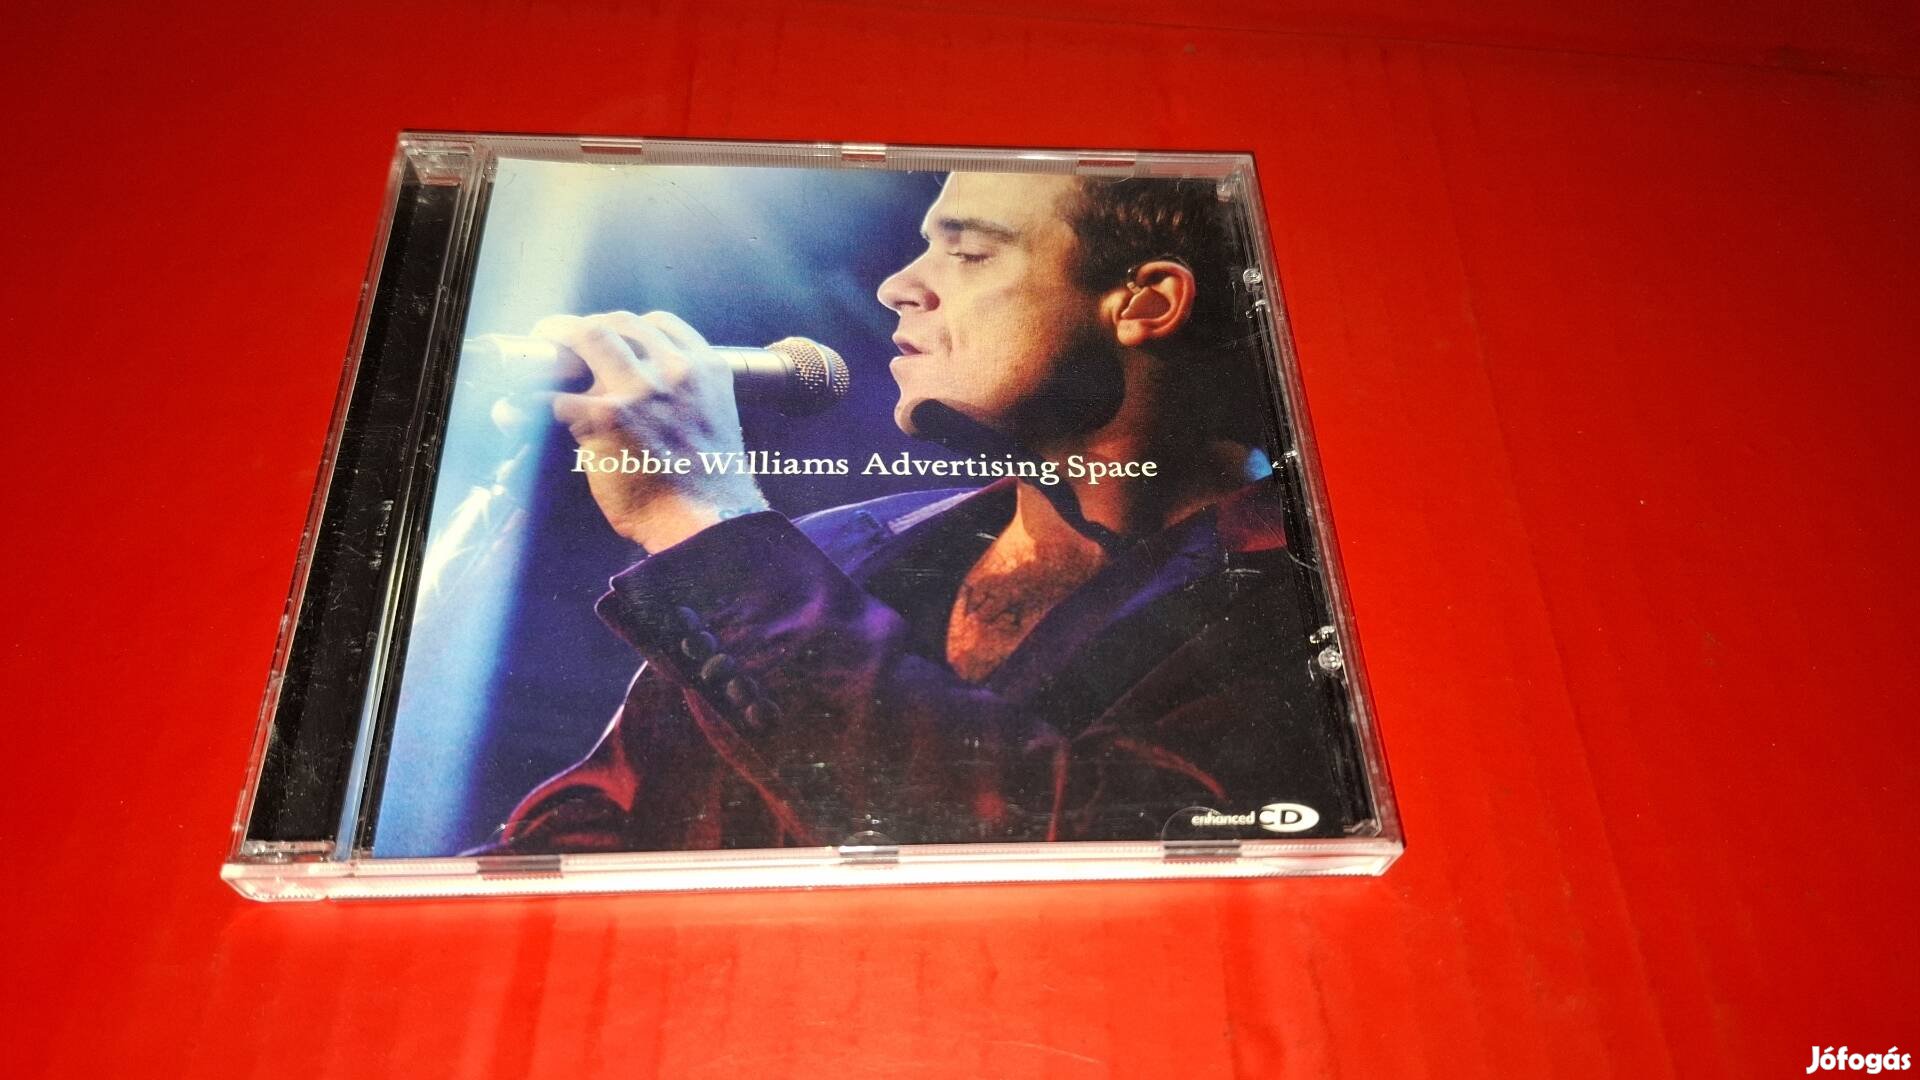 Robbie Williams Advertising Space
enhanced CD
Jófogás